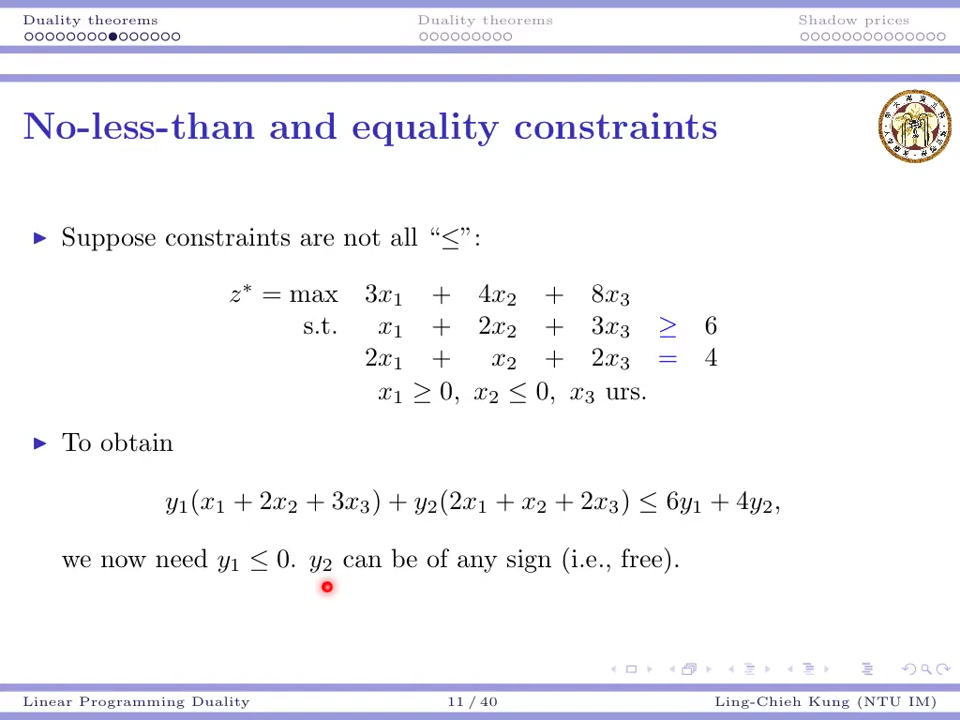 Duality theorems Duality theorems Shadow prices
No-less-than and equality constraints
▶ Suppose constraints are not all “≤”:
z* = max 3x₁ + 4x₂ + 8x₃
s.t. x₁ + 2x₂ + 3x₃ ≥ 6
2x₁ + x₂ + 2x₃ = 4
x₁ ≥ 0, x₂ ≤ 0, x₃ urs.
▶ To obtain
y₁(x₁ + 2x₂ + 3x₃) + y₂(2x₁ + x₂ + 2x₃) ≤ 6y₁ + 4y₂,
we now need y₁ ≤ 0. y₂ can be of any sign (i.e., free).
Linear Programming Duality 11 / 40 Ling-Chieh Kung (NTU IM)